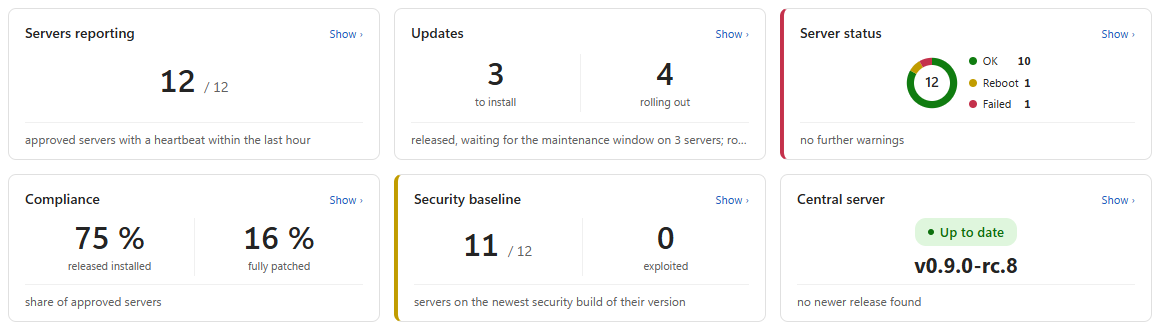 Servers reporting
Show ›
12 / 12
approved servers with a heartbeat within the last hour
Updates
Show ›
3
to install
4
rolling out
released, waiting for the maintenance window on 3 servers; ro...
Server status
Show ›
12
OK 10
Reboot 1
Failed 1
no further warnings
Compliance
Show ›
75 %
released installed
16 %
fully patched
share of approved servers
Security baseline
Show ›
11 / 12
0
exploited
servers on the newest security build of their version
Central server
Show ›
Up to date
v0.9.0-rc.8
no newer release found